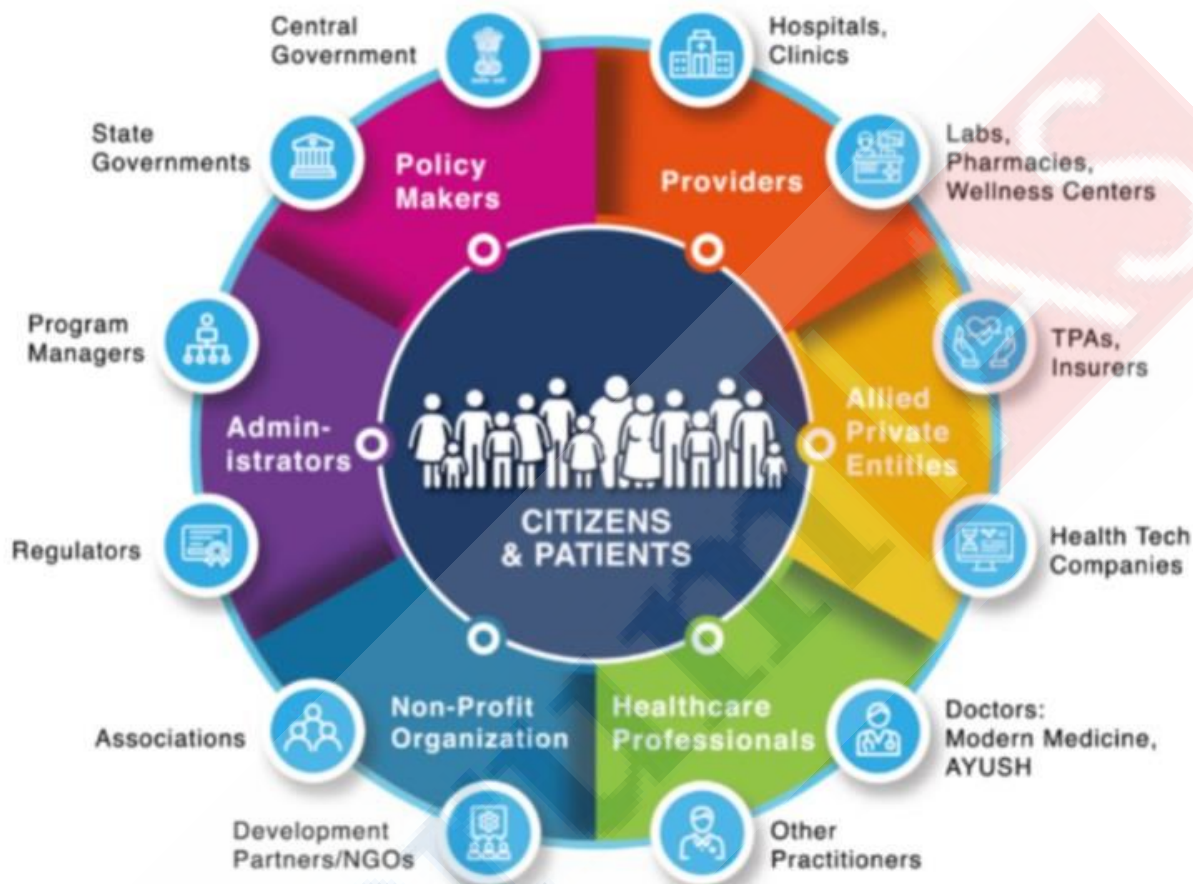 Central
Government
Hospitals,
Clinics
State
Governments
Labs,
Pharmacies,
Wellness Centers
Policy
Makers
Providers
Program
Managers
TPAs,
Insurers
Admin-
istrators
Allied
Private
Entities
CITIZENS
& PATIENTS
Regulators
Health Tech
Companies
Non-Profit
Organization
Healthcare
Professionals
Associations
Doctors:
Modern Medicine,
AYUSH
Development
Partners/NGOs
Other
Practitioners